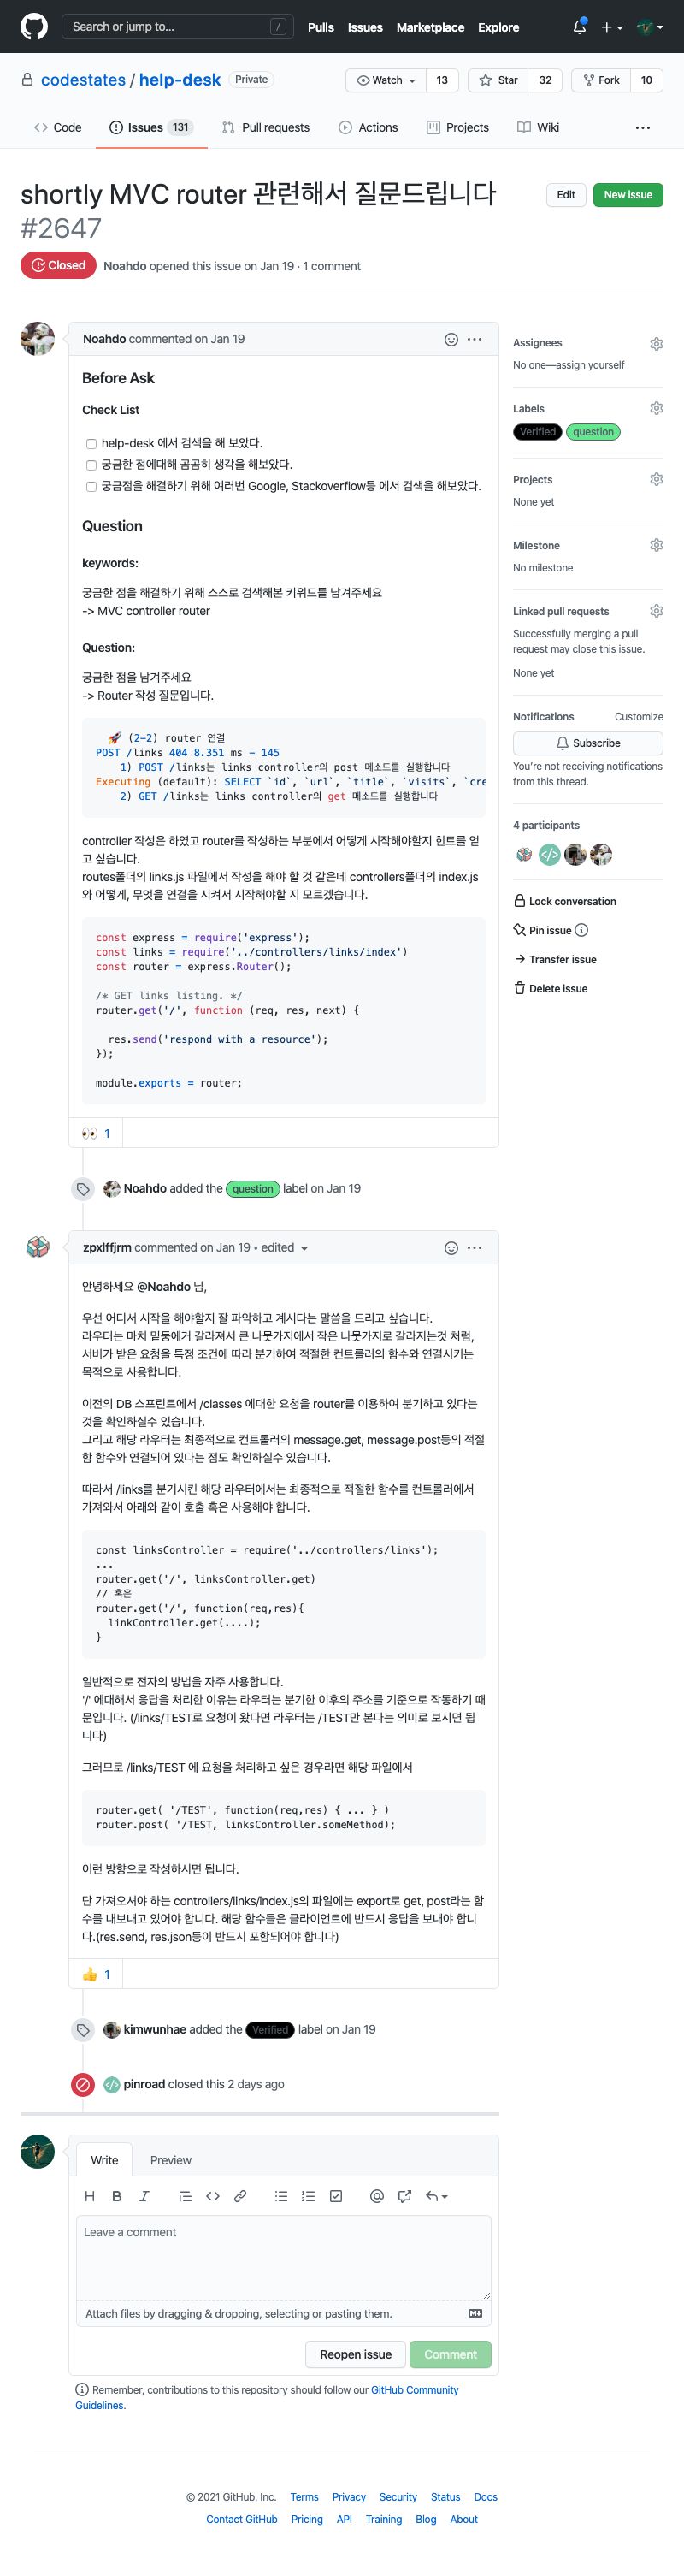 Search or jump to... /
Pulls Issues Marketplace Explore
codestates / help-desk Private
Watch 13 Star 32 Fork 10
Code Issues 131 Pull requests Actions Projects Wiki
shortly MVC router 관련해서 질문드립니다
#2647
Edit New issue
Closed Noahdo opened this issue on Jan 19 · 1 comment
Noahdo commented on Jan 19
Before Ask
Check List
help-desk 에서 검색을 해 보았다.
궁금한 점에대해 곰곰히 생각을 해보았다.
궁금점을 해결하기 위해 여러번 Google, Stackoverflow등 에서 검색을 해보았다.
Question
keywords:
궁금한 점을 해결하기 위해 스스로 검색해본 키워드를 남겨주세요
-> MVC controller router
Question:
궁금한 점을 남겨주세요
-> Router 작성 질문입니다.
🚀 (2-2) router 연결
POST /links 404 8.351 ms - 145
1) POST /links는 links controller의 post 메소드를 실행합니다
Executing (default): SELECT `id`, `url`, `title`, `visits`, `cre
2) GET /links는 links controller의 get 메소드를 실행합니다
controller 작성은 하였고 router를 작성하는 부분에서 어떻게 시작해야할지 힌트를 얻
고 싶습니다.
routes폴더의 links.js 파일에서 작성을 해야 할 것 같은데 controllers폴더의 index.js
와 어떻게, 무엇을 연결을 시켜서 시작해야할 지 모르겠습니다.
const express = require('express');
const links = require('../controllers/links/index')
const router = express.Router();
/* GET links listing. */
router.get('/', function (req, res, next) {
res.send('respond with a resource');
});
module.exports = router;
👀 1
Noahdo added the question label on Jan 19
zpxlffjrm commented on Jan 19 • edited
안녕하세요 @Noahdo 님,
우선 어디서 시작을 해야할지 잘 파악하고 계시다는 말씀을 드리고 싶습니다.
라우터는 마치 밑둥에서 갈라져서 큰 나뭇가지에서 작은 나뭇가지로 갈라지는것 처럼,
서버가 받은 요청을 특정 조건에 따라 분기하여 적절한 컨트롤러의 함수와 연결시키는
목적으로 사용합니다.
이전의 DB 스프린트에서 /classes 에대한 요청을 router를 이용하여 분기하고 있다는
것을 확인하실수 있습니다.
그리고 해당 라우터는 최종적으로 컨트롤러의 message.get, message.post등의 적절
함 함수와 연결되어 있다는 점도 확인하실수 있습니다.
따라서 /links를 분기시킨 해당 라우터에서는 최종적으로 적절한 함수를 컨트롤러에서
가져와서 아래와 같이 호출 혹은 사용해야 합니다.
const linksController = require('../controllers/links');
...
router.get('/', linksController.get)
// 혹은
router.get('/', function(req,res){
linkController.get(....);
}
일반적으로 전자의 방법을 자주 사용합니다.
'/' 에대해서 응답을 처리한 이유는 라우터는 분기한 이후의 주소를 기준으로 작동하기 때
문입니다. (/links/TEST로 요청이 왔다면 라우터는 /TEST만 본다는 의미로 보시면 됩
니다)
그러므로 /links/TEST 에 요청을 처리하고 싶은 경우라면 해당 파일에서
router.get( '/TEST', function(req,res) { ... } )
router.post( '/TEST, linksController.someMethod);
이런 방향으로 작성하시면 됩니다.
단 가져오셔야 하는 controllers/links/index.js의 파일에는 export로 get, post라는 함
수를 내보내고 있어야 합니다. 해당 함수들은 클라이언트에 반드시 응답을 보내야 합니
다.(res.send, res.json등이 반드시 포함되어야 합니다)
👍 1
kimwunhae added the Verified label on Jan 19
pinroad closed this 2 days ago
Assignees
No one—assign yourself
Labels
Verified question
Projects
None yet
Milestone
No milestone
Linked pull requests
Successfully merging a pull
request may close this issue.
None yet
Notifications Customize
Subscribe
You're not receiving notifications
from this thread.
4 participants
Lock conversation
Pin issue
Transfer issue
Delete issue
Write Preview
Leave a comment
Attach files by dragging & dropping, selecting or pasting them.
Reopen issue Comment
Remember, contributions to this repository should follow our GitHub Community
Guidelines.
© 2021 GitHub, Inc. Terms Privacy Security Status Docs
Contact GitHub Pricing API Training Blog About